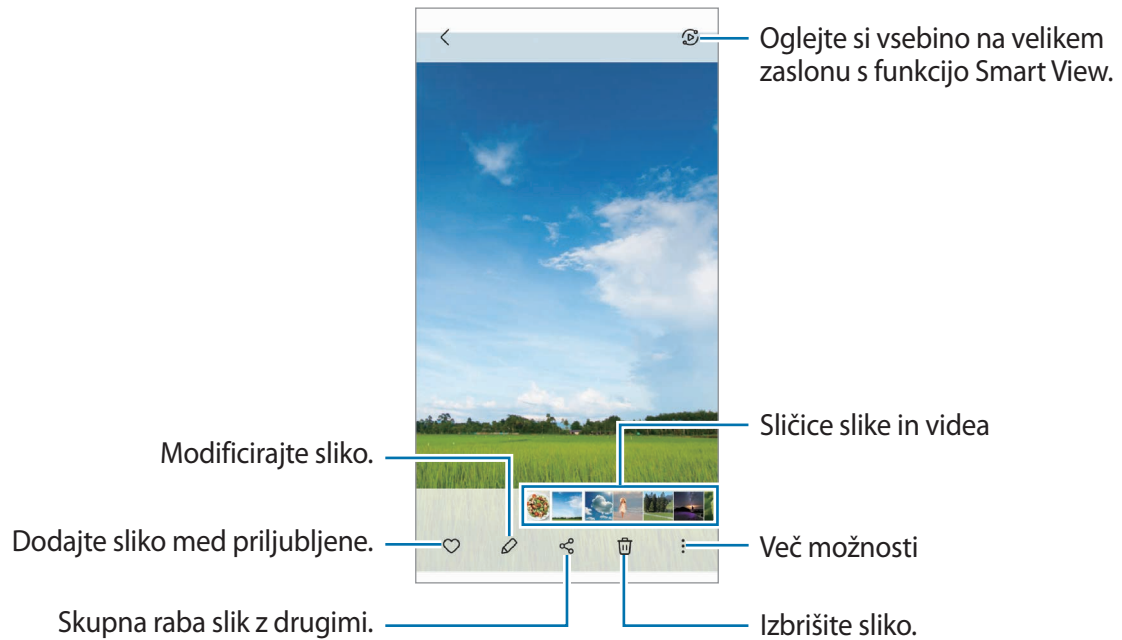 Oglejte si vsebino na velikem
zaslonu s funkcijo Smart View.
Sličice slike in videa
Modificirajte sliko.
Dodajte sliko med priljubljene.
Več možnosti
Skupna raba slik z drugimi.
Izbrišite sliko.